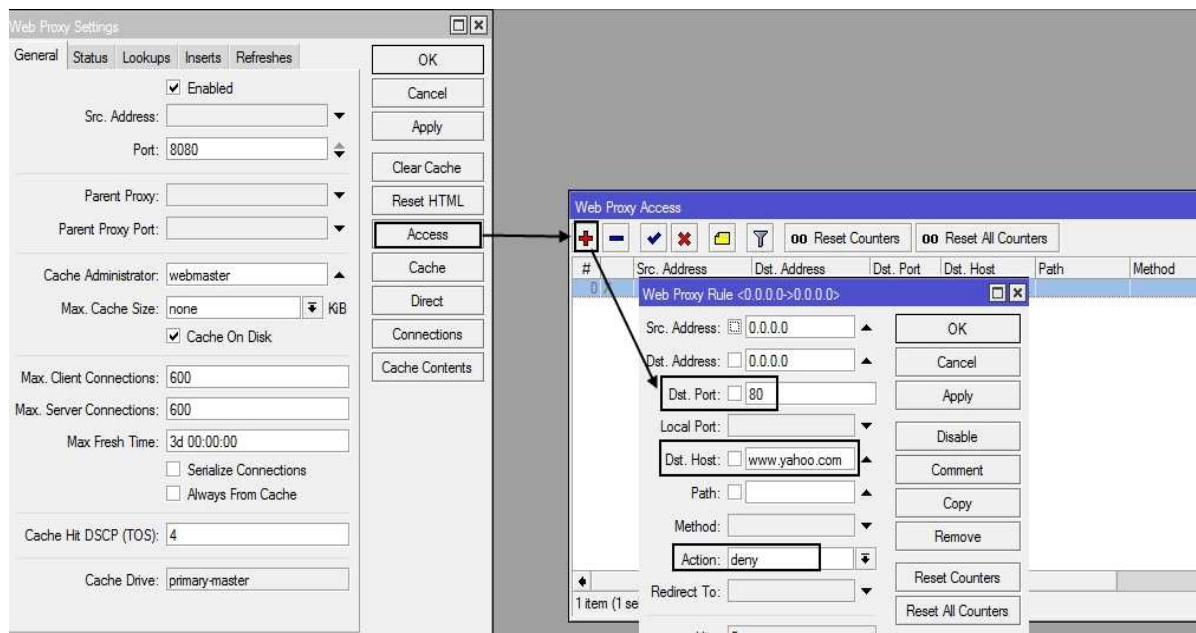 Web Proxy Settings
General Status Lookups Inserts Refreshes
Enabled
Src. Address:
Port: 8080
Parent Proxy:
Parent Proxy Port:
Cache Administrator: webmaster
Max. Cache Size: none KiB
Cache On Disk
Max. Client Connections: 600
Max. Server Connections: 600
Max Fresh Time: 3d 00:00:00
Serialize Connections
Always From Cache
Cache Hit DSCP (TOS): 4
Cache Drive: primary-master
OK
Cancel
Apply
Clear Cache
Reset HTML
Access
Cache
Direct
Connections
Cache Contents
Web Proxy Access
00 Reset Counters 00 Reset All Counters
# Src. Address Dst. Address Dst. Port Dst. Host Path Method
0 X
Web Proxy Rule <0.0.0.0->0.0.0.0>
Src. Address: 0.0.0.0
Dst. Address: 0.0.0.0
Dst. Port: 80
Local Port:
Dst. Host: www.yahoo.com
Path:
Method:
Action: deny
Redirect To:
OK
Cancel
Apply
Disable
Comment
Copy
Remove
Reset Counters
Reset All Counters
1 item (1 se